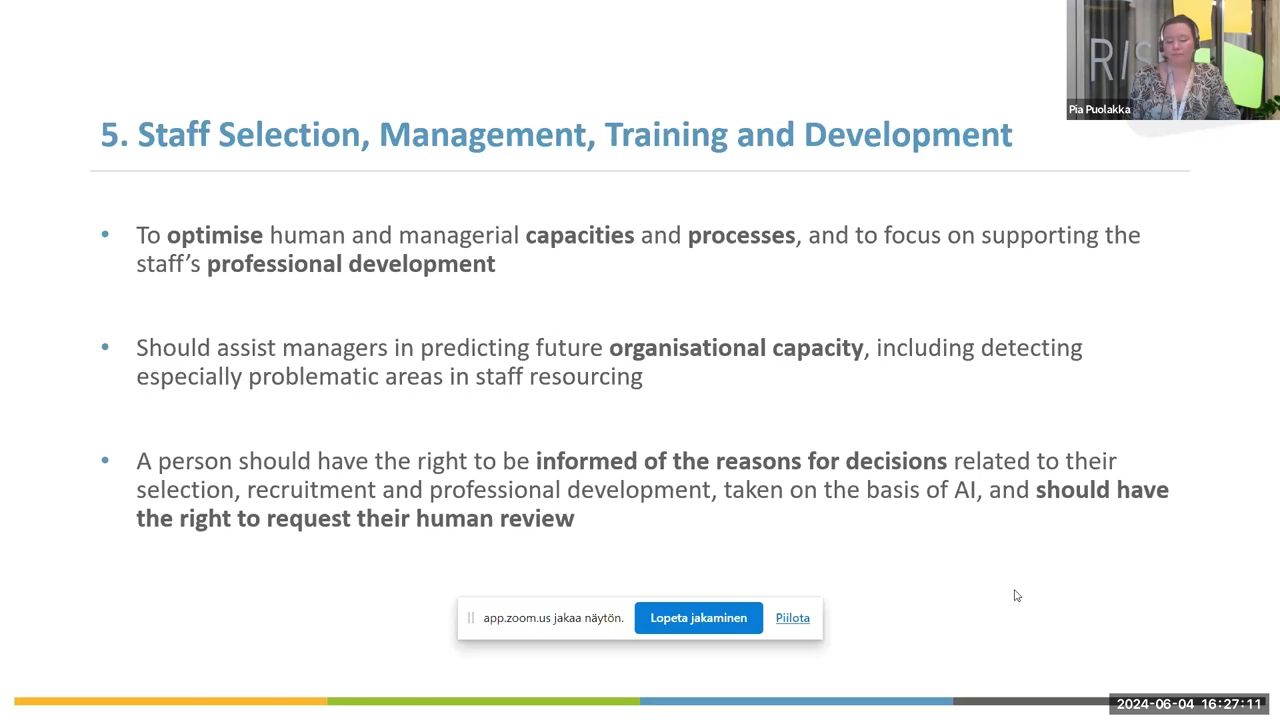 RIS
Pia Puolakka
5. Staff Selection, Management, Training and Development
• To optimise human and managerial capacities and processes, and to focus on supporting the
staff’s professional development
• Should assist managers in predicting future organisational capacity, including detecting
especially problematic areas in staff resourcing
• A person should have the right to be informed of the reasons for decisions related to their
selection, recruitment and professional development, taken on the basis of AI, and should have
the right to request their human review
app.zoom.us jakaa näytön. Lopeta jakaminen Piilota
2024-06-04 16:27:11